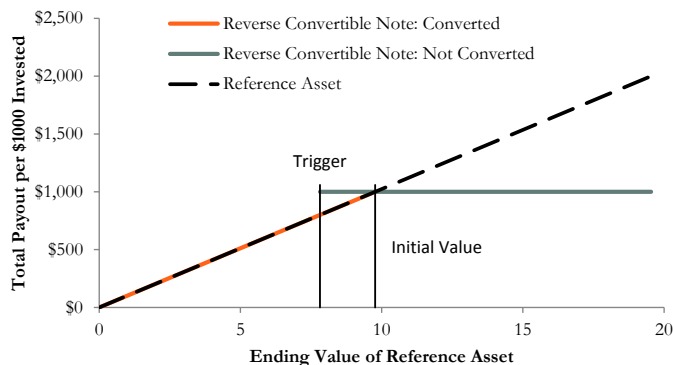 $2,500
$2,000
$1,500
$1,000
$500
$0
Total Payout per $1000 Invested
Reverse Convertible Note: Converted
Reverse Convertible Note: Not Converted
Reference Asset
Trigger
Initial Value
0 5 10 15 20
Ending Value of Reference Asset